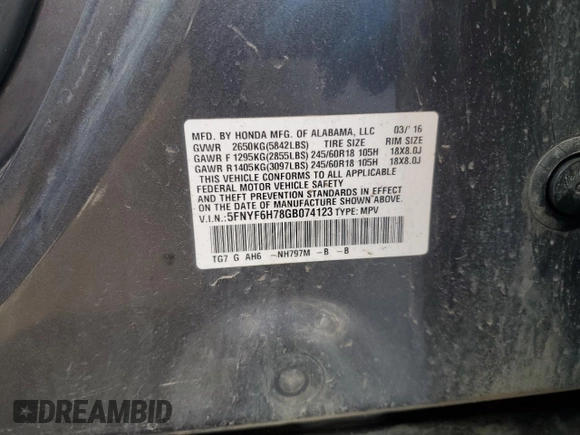 MFD. BY HONDA MFG. OF ALABAMA, LLC 03/'16
GVWR 2650KG(5842LBS) TIRE SIZE RIM SIZE
GAWR F 1295KG(2855LBS) 245/60R18 105H 18X8.0J
GAWR R 1405KG(3097LBS) 245/60R18 105H 18X8.0J
THIS VEHICLE CONFORMS TO ALL APPLICABLE
FEDERAL MOTOR VEHICLE SAFETY
AND THEFT PREVENTION STANDARDS IN EFFECT
ON THE DATE OF MANUFACTURE SHOWN ABOVE.
V.I.N.: 5FNYF6H78GB074123 TYPE: MPV
TG7 G AH6 -NH797M -B -B
DREAMBID